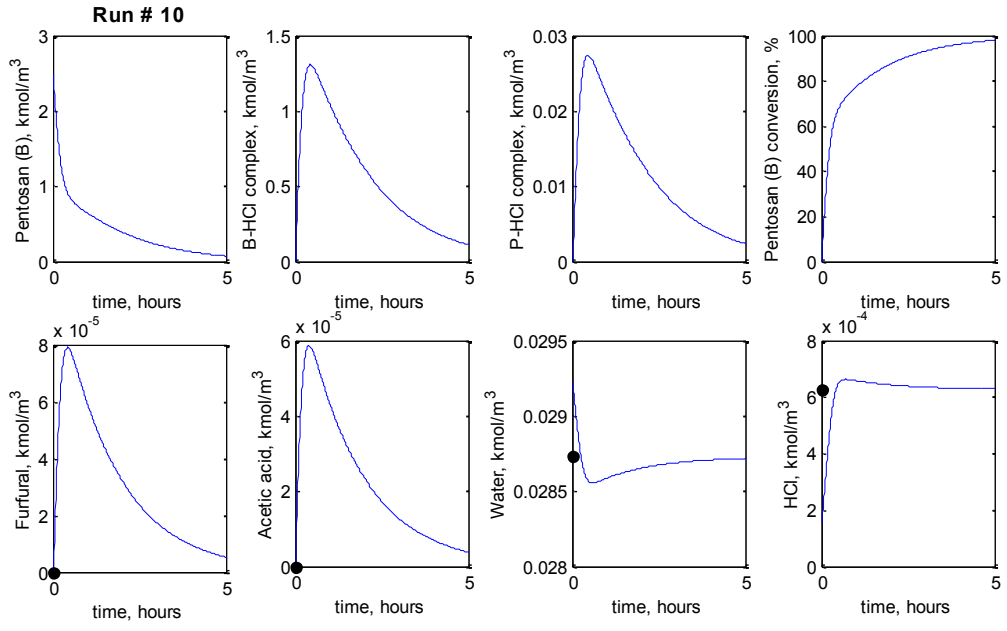 Run # 10
Pentosan (B), kmol/m³
3
2
1
0
0 5
time, hours
B-HCl complex, kmol/m³
1.5
1
0.5
0
0 5
time, hours
P-HCl complex, kmol/m³
0.03
0.02
0.01
0
0 5
time, hours
Pentosan (B) conversion, %
100
80
60
40
20
0
0 5
time, hours
x 10⁻⁵
Furfural, kmol/m³
8
6
4
2
0
0 5
time, hours
x 10⁻⁵
Acetic acid, kmol/m³
6
4
2
0
0 5
time, hours
Water, kmol/m³
0.0295
0.029
0.0285
0.028
0 5
time, hours
x 10⁻⁴
HCl, kmol/m³
8
6
4
2
0
0 5
time, hours